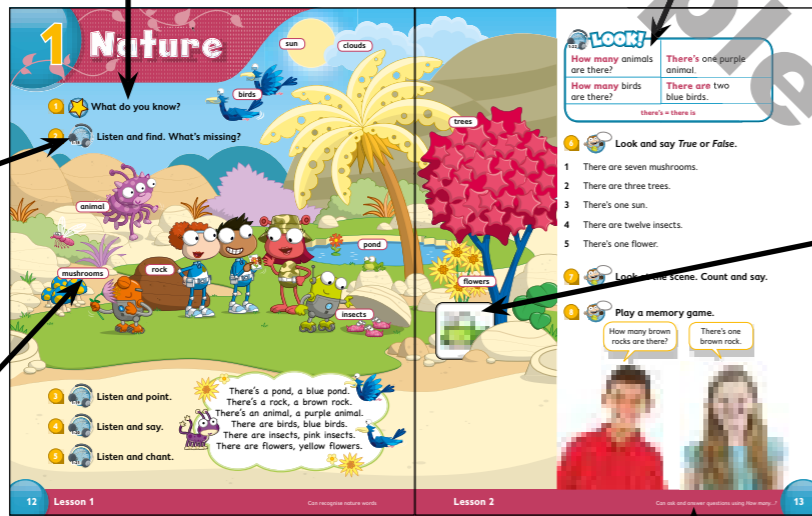 1 Nature
sun
clouds
birds
1 What do you know?
2 Listen and find. What's missing?
trees
animal
pond
mushrooms
rock
flowers
insects
3 Listen and point.
4 Listen and say.
5 Listen and chant.
There's a pond, a blue pond.
There's a rock, a brown rock.
There's an animal, a purple animal.
There are birds, blue birds.
There are insects, pink insects.
There are flowers, yellow flowers.
12 Lesson 1
Can recognise nature words
LOOK!
How many animals
are there?
There's one purple
animal.
How many birds
are there?
There are two
blue birds.
there's = there is
6 Look and say True or False.
1 There are seven mushrooms.
2 There are three trees.
3 There's one sun.
4 There are twelve insects.
5 There's one flower.
7 Look at the scene. Count and say.
8 Play a memory game.
How many brown
rocks are there?
There's one
brown rock.
Lesson 2
Can ask and answer questions using How many...?
13